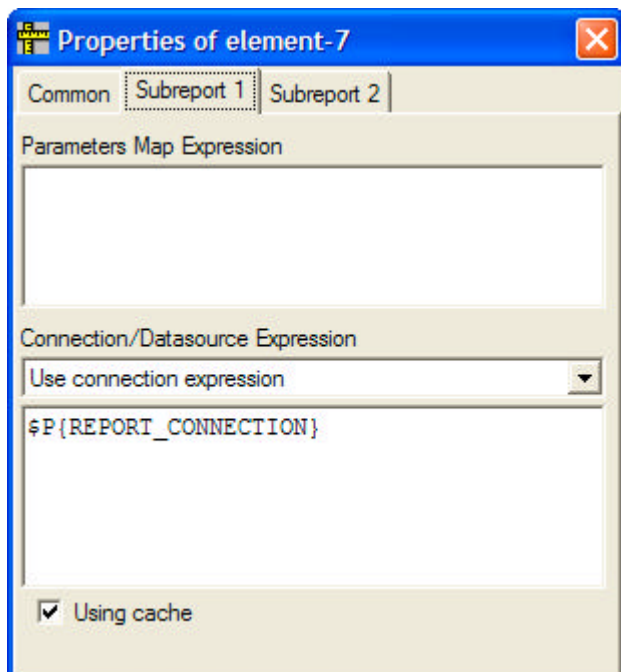 Properties of element-7
Common Subreport 1 Subreport 2
Parameters Map Expression
Connection/Datasource Expression
Use connection expression
$P{REPORT_CONNECTION}
Using cache